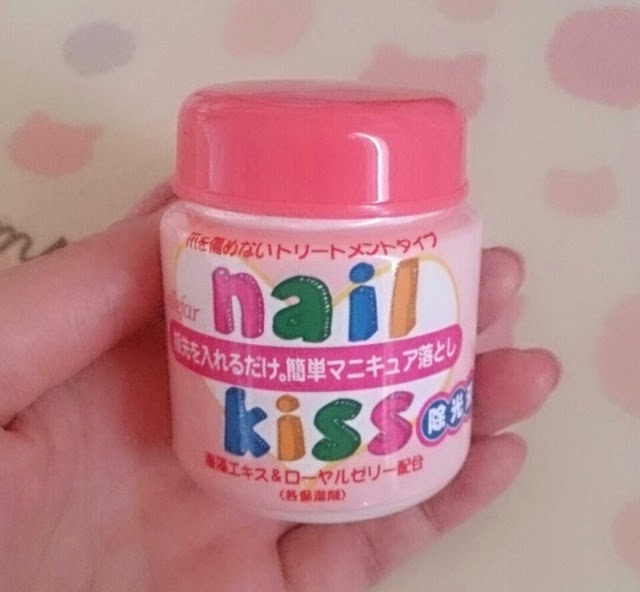 爪を傷めないトリートメントタイプ
nail
指先を入れるだけ。簡単マニキュア落とし
kiss
除光
海藻エキス&ローヤルゼリー配合
(各保湿剤)